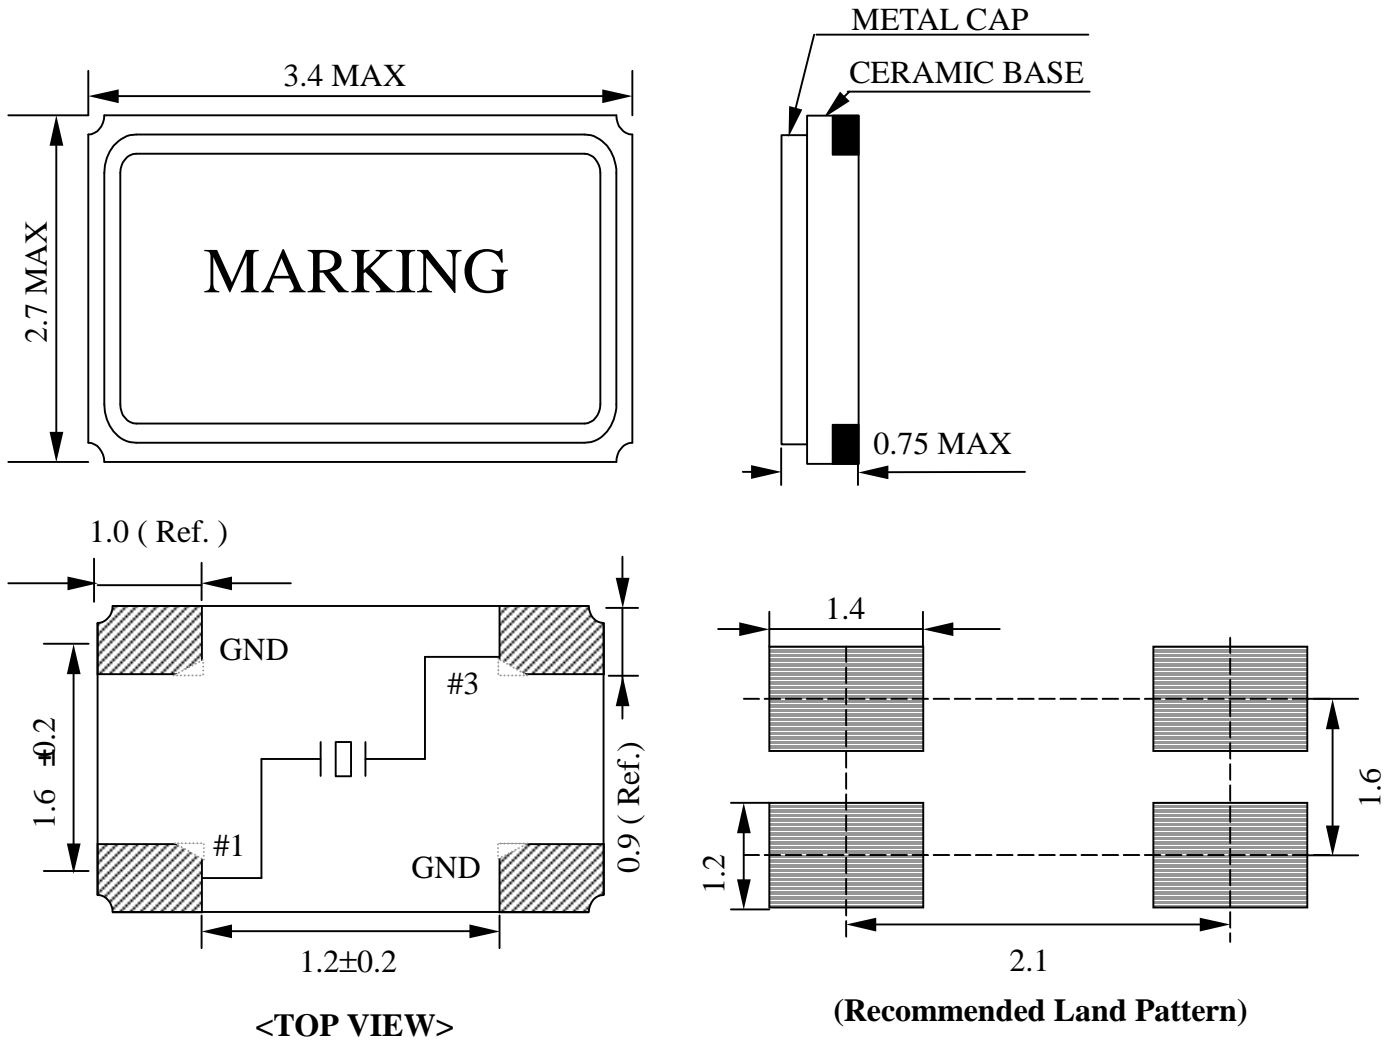 METAL CAP
3.4 MAX
CERAMIC BASE
2.7 MAX
MARKING
0.75 MAX
1.0 ( Ref. )
1.4
GND
#3
1.6 ±0.2
0.9 ( Ref.)
1.6
#1
GND
1.2
1.2±0.2
2.1
<TOP VIEW>
(Recommended Land Pattern)